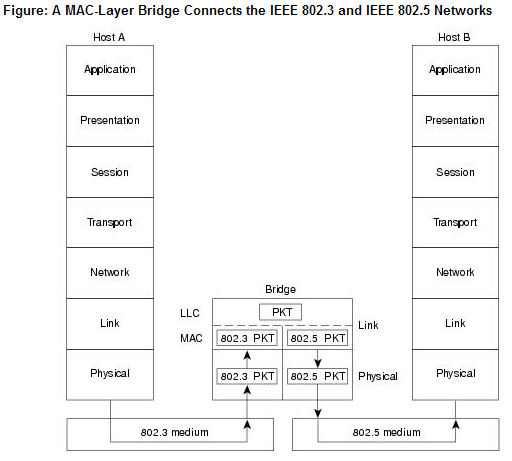 Figure: A MAC-Layer Bridge Connects the IEEE 802.3 and IEEE 802.5 Networks
Host A
Application
Presentation
Session
Transport
Network
Link
Physical
Host B
Application
Presentation
Session
Transport
Network
Link
Physical
Bridge
LLC
PKT
Link
MAC
802.3 PKT
802.5 PKT
802.3 PKT
802.5 PKT
Physical
802.3 medium
802.5 medium